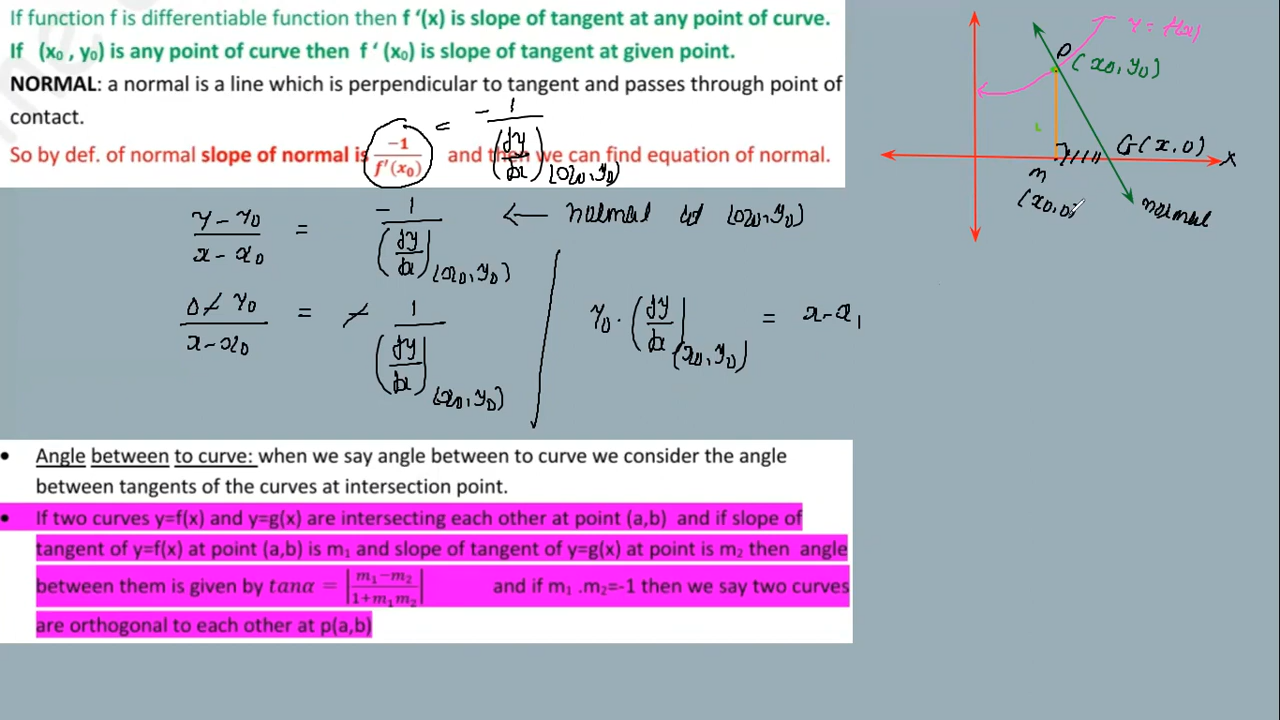 If function f is differentiable function then f ‘(x) is slope of tangent at any point of curve.
If (x₀ , y₀) is any point of curve then f ‘ (x₀) is slope of tangent at given point.
NORMAL: a normal is a line which is perpendicular to tangent and passes through point of
contact.
So by def. of normal slope of normal is -1/f'(x₀) and then we can find equation of normal.
= - 1/(dy/dx)(x₀, y₀)
(y - y₀)/(x - x₀) = - 1/(dy/dx)(x₀, y₀) ← normal at (x₀, y₀)
(0 - y₀)/(x - x₀) = - 1/(dy/dx)(x₀, y₀)
y₀ · (dy/dx)(x₀, y₀) = x - x₁
y = f(x)
P (x₀, y₀)
L
G (x, 0)
x
m
(x₀, 0)
normal
• Angle between to curve: when we say angle between to curve we consider the angle
between tangents of the curves at intersection point.
• If two curves y=f(x) and y=g(x) are intersecting each other at point (a,b) and if slope of
tangent of y=f(x) at point (a,b) is m₁ and slope of tangent of y=g(x) at point is m₂ then angle
between them is given by tanα = |(m₁−m₂)/(1+m₁m₂)| and if m₁ .m₂=-1 then we say two curves
are orthogonal to each other at p(a,b)